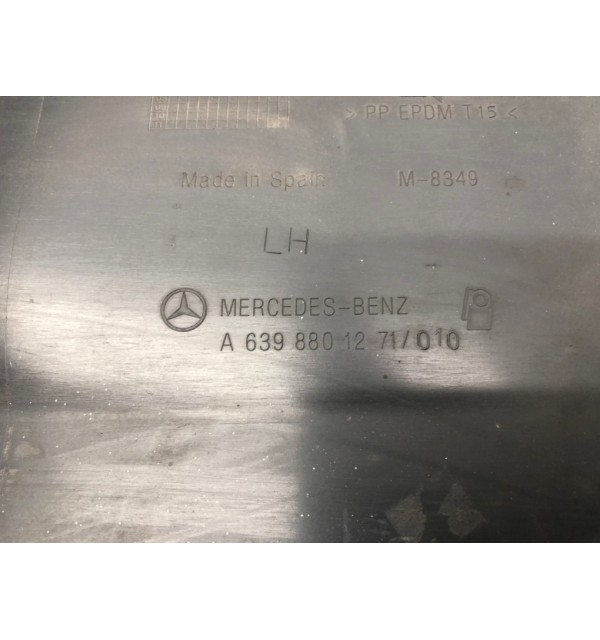 > PP EPDM T15 <
Made in Spain
M-8349
LH
MERCEDES-BENZ
A 639 880 12 71/010